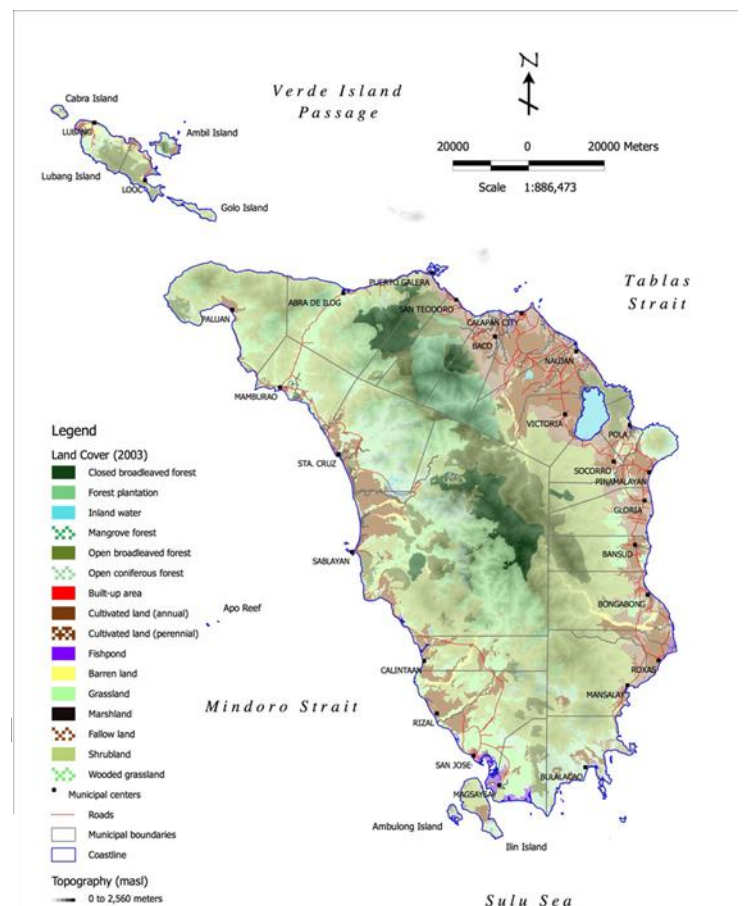 Cabra Island
Verde Island
Passage
Z
LUBANG
Ambil Island
20000
0
20000 Meters
Lubang Island
LOOC
Scale 1:886,473
Golo Island
PUERTO GALERA
Tablas
Strait
ABRA DE ILOG
SAN TEODORO
CALAPAN CITY
PALUAN
BACO
NAUJAN
MAMBURAO
VICTORIA
Legend
POLA
Land Cover (2003)
STA. CRUZ
SOCORRO
Closed broadleaved forest
PINAMALAYAN
Forest plantation
Inland water
GLORIA
Mangrove forest
Open broadleaved forest
BANSUD
SABLAYAN
Open coniferous forest
Built-up area
BONGABONG
Cultivated land (annual)
Apo Reef
Cultivated land (perennial)
Fishpond
ROXAS
CALINTAAN
Barren land
Grassland
MANSALAY
Mindoro Strait
Marshland
RIZAL
Fallow land
Shrubland
SAN JOSE
Wooded grassland
BULALACAO
MAGSAYSAY
Municipal centers
Roads
Ambulong Island
Municipal boundaries
Ilin Island
Coastline
Topography (masl)
0 to 2,560 meters
Sulu Sea